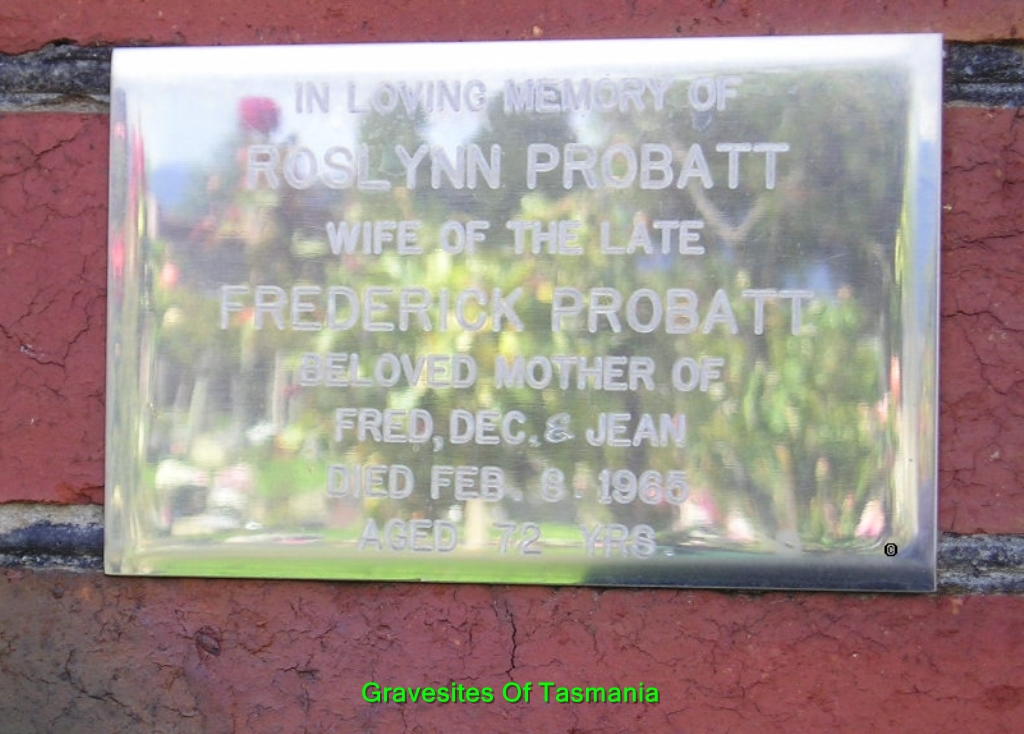 IN LOVING MEMORY OF
ROSLYNN PROBATT
WIFE OF THE LATE
FREDERICK PROBATT
BELOVED MOTHER OF
FRED, DEC. & JEAN
DIED FEB. 8. 1965
AGED 72 YRS
©
Gravesites Of Tasmania